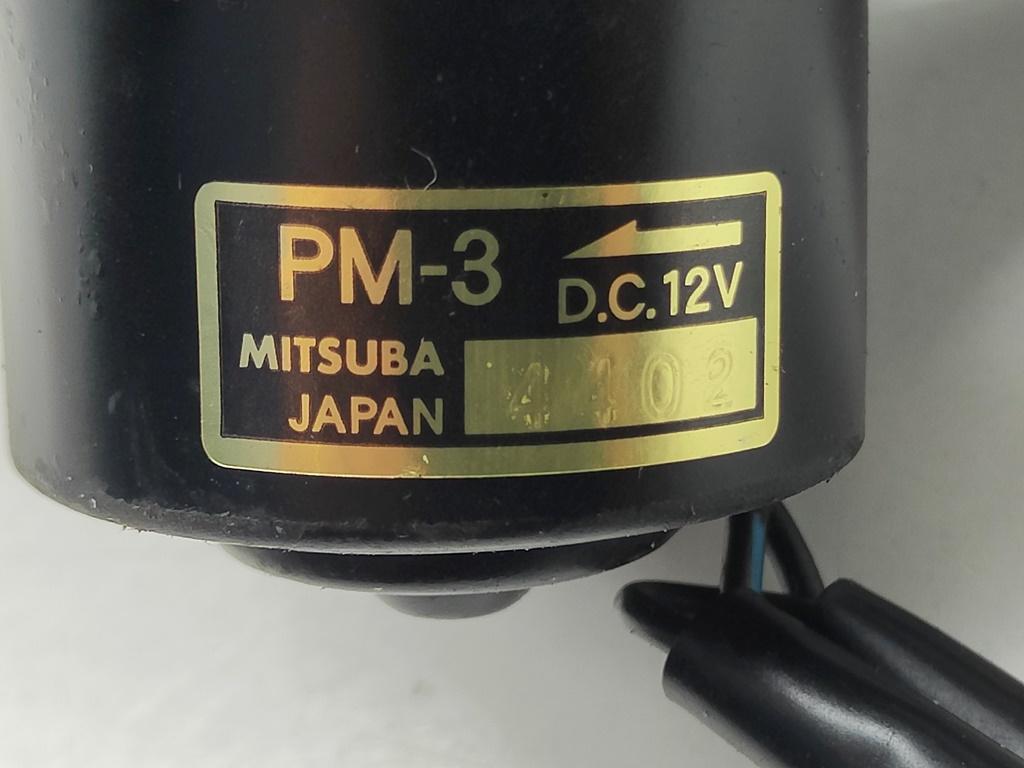 PM-3
D.C.12V
MITSUBA
JAPAN
4102